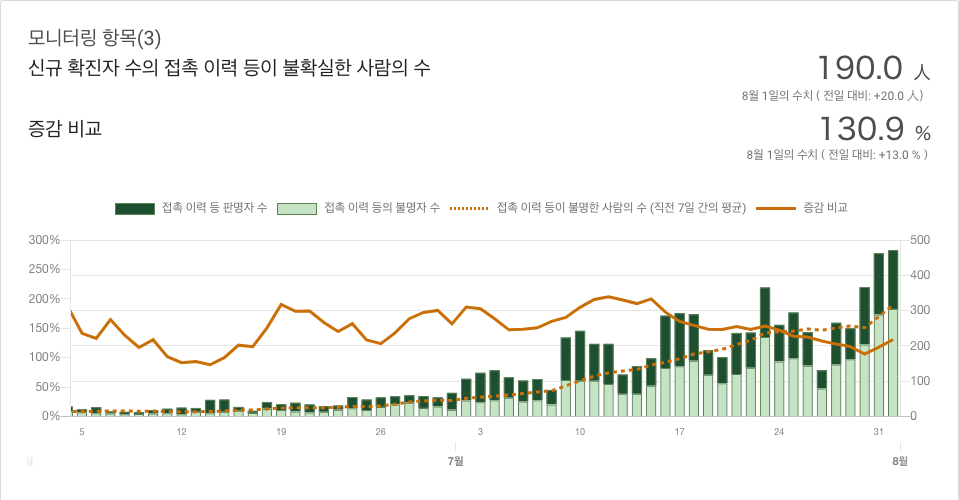 모니터링 항목(3)
신규 확진자 수의 접촉 이력 등이 불확실한 사람의 수
190.0 人
8월 1일의 수치 ( 전일 대비: +20.0 人)
증감 비교
130.9 %
8월 1일의 수치 ( 전일 대비: +13.0 % )
접촉 이력 등 판명자 수 접촉 이력 등의 불명자 수 접촉 이력 등이 불명한 사람의 수 (직전 7일 간의 평균) 증감 비교
300% 500
250% 400
200% 300
150% 200
100% 100
50% 0
0%
5 12 19 26 3 10 17 24 31
월 7월 8월